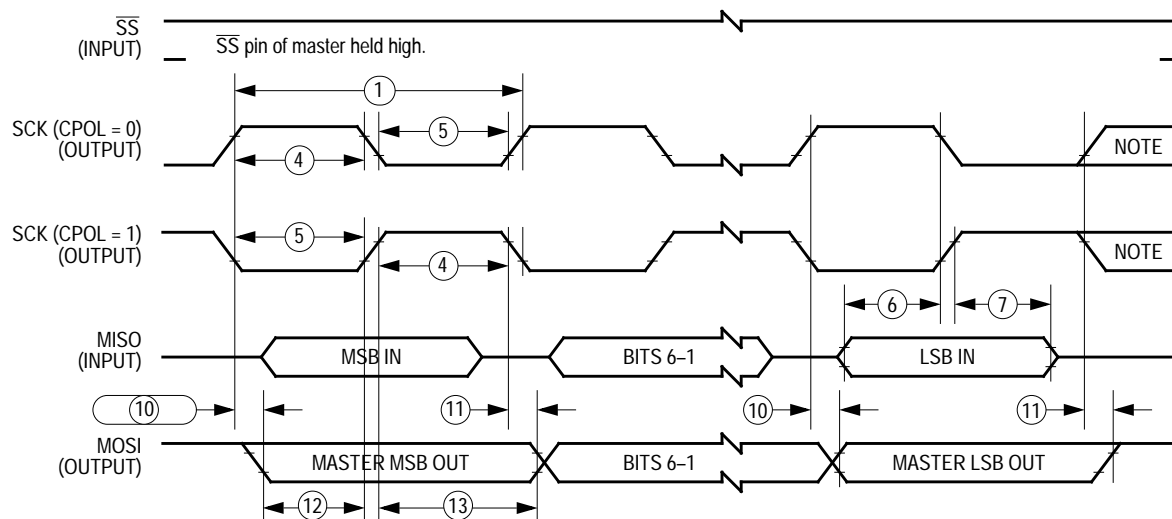 SS
(INPUT)
SS pin of master held high.
1
SCK (CPOL = 0)
(OUTPUT)
5
4
NOTE
SCK (CPOL = 1)
(OUTPUT)
5
4
NOTE
6
7
MISO
(INPUT)
MSB IN
BITS 6–1
LSB IN
10
11
10
11
MOSI
(OUTPUT)
MASTER MSB OUT
BITS 6–1
MASTER LSB OUT
12
13